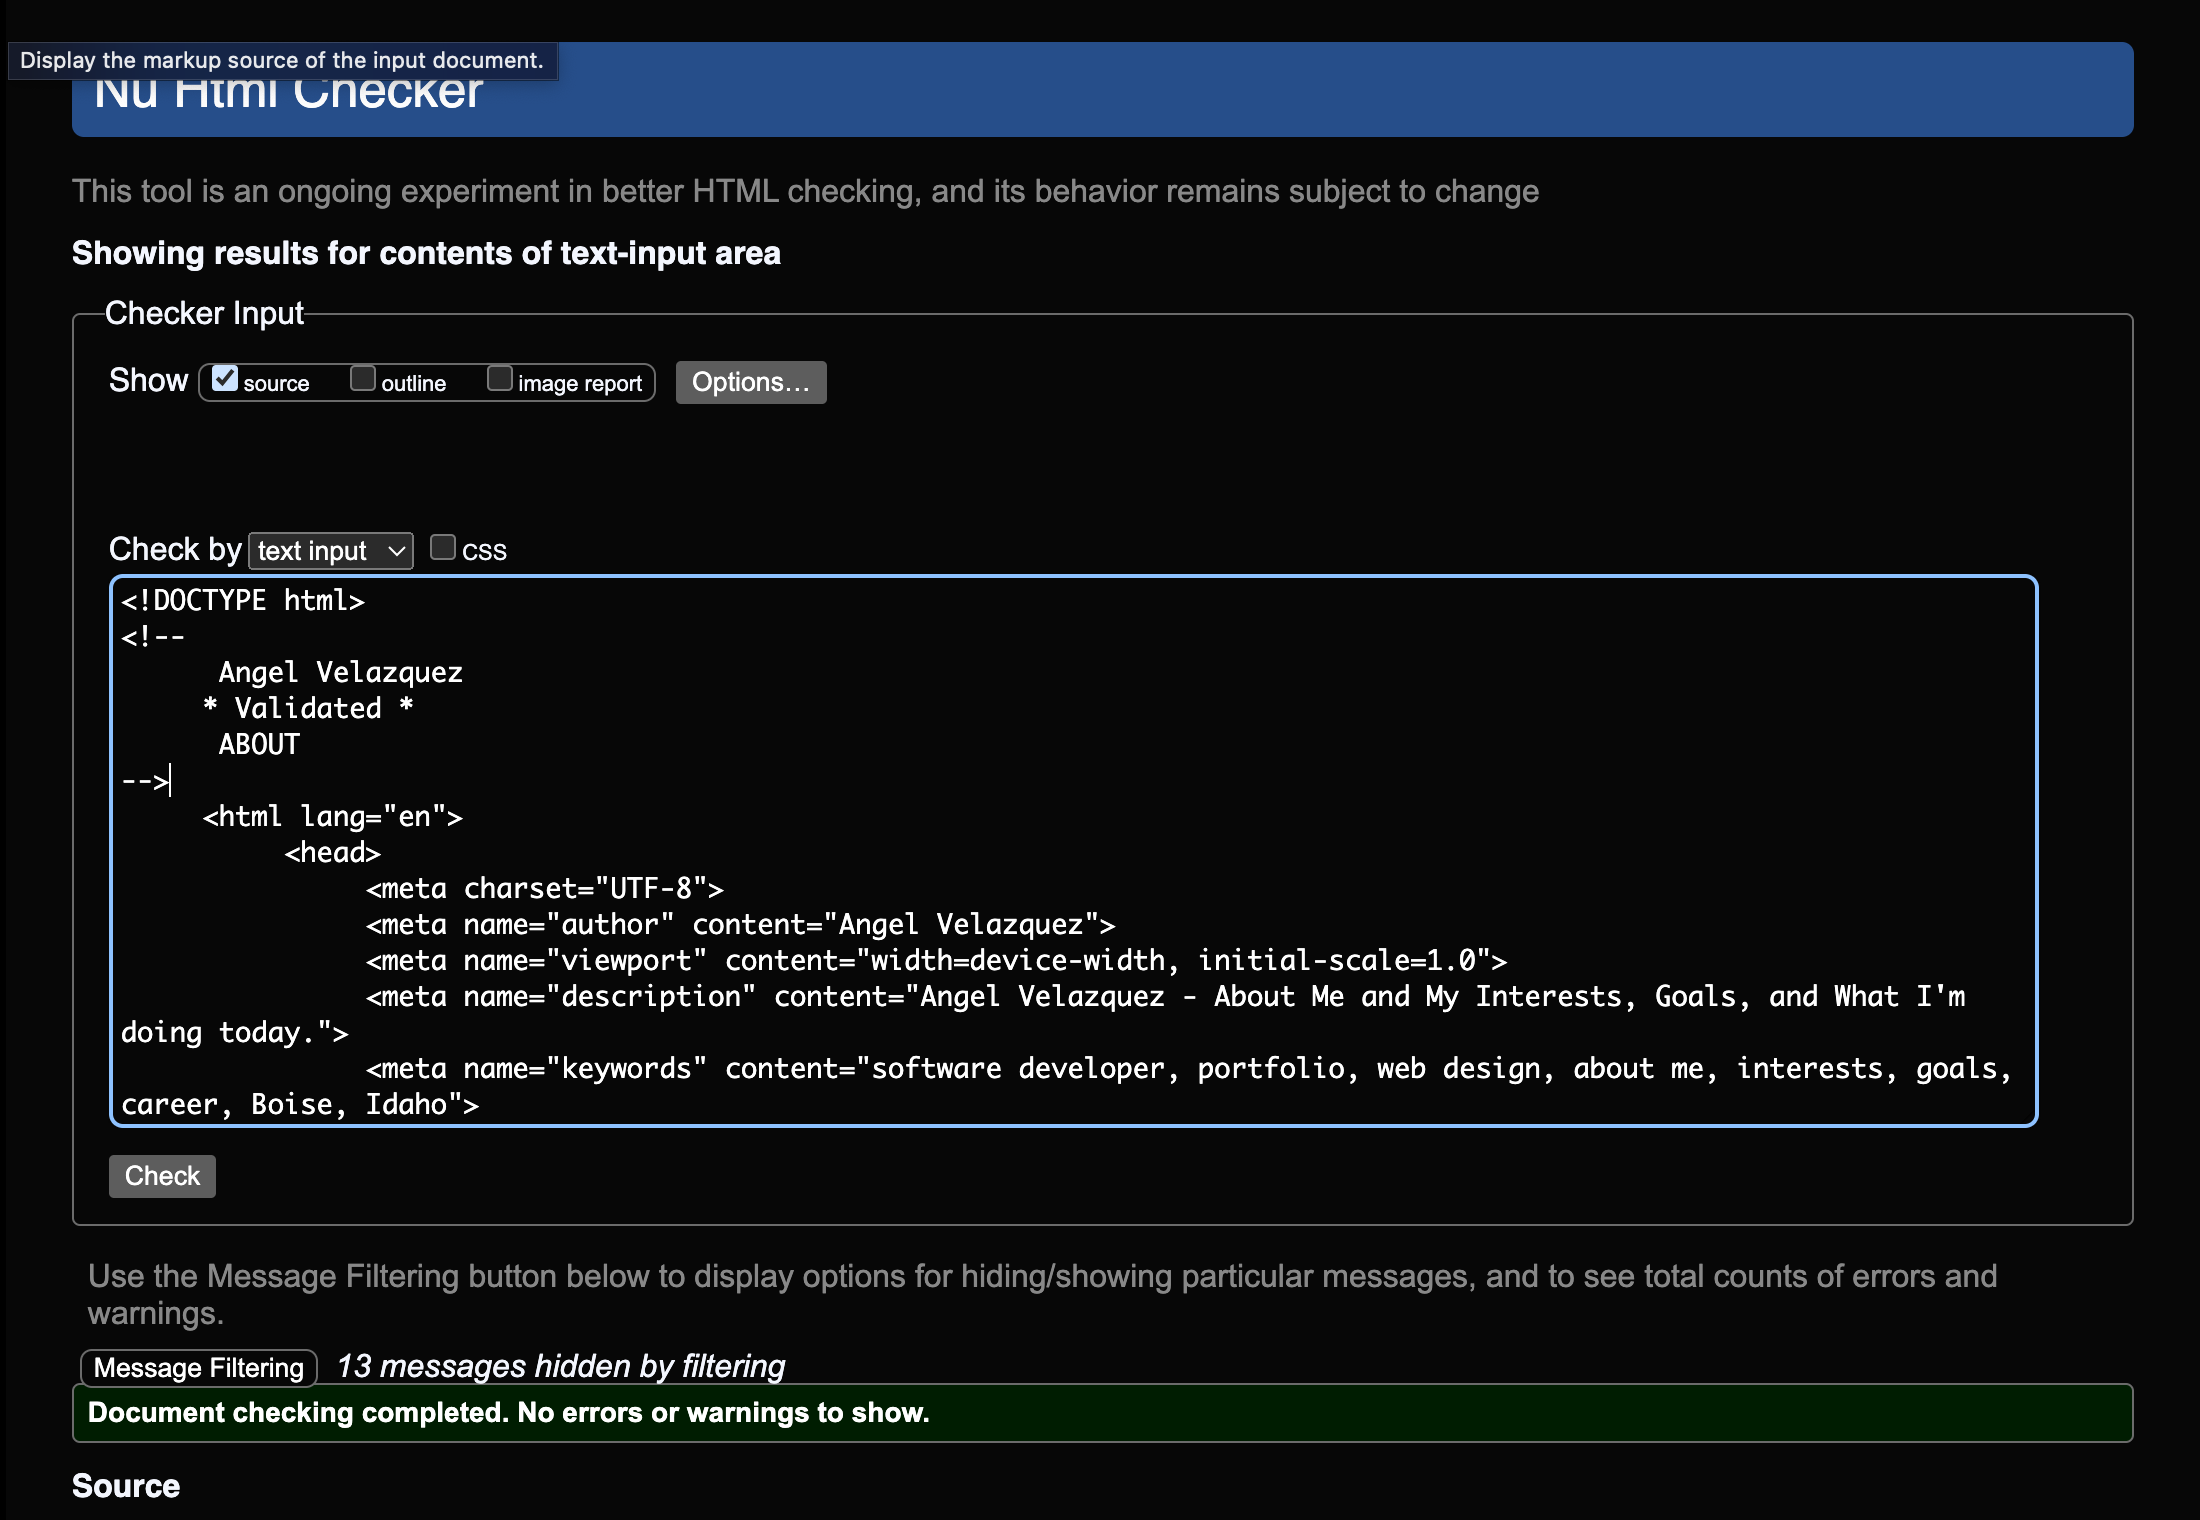 Display the markup source of the input document.
Nu Html Checker
This tool is an ongoing experiment in better HTML checking, and its behavior remains subject to change
Showing results for contents of text-input area
Checker Input
Show source outline image report Options...
Check by text input css
<!DOCTYPE html>
<!--
      Angel Velazquez
     * Validated *
      ABOUT
-->
     <html lang="en">
          <head>
               <meta charset="UTF-8">
               <meta name="author" content="Angel Velazquez">
               <meta name="viewport" content="width=device-width, initial-scale=1.0">
               <meta name="description" content="Angel Velazquez - About Me and My Interests, Goals, and What I'm
doing today.">
               <meta name="keywords" content="software developer, portfolio, web design, about me, interests, goals,
career, Boise, Idaho">
Check
Use the Message Filtering button below to display options for hiding/showing particular messages, and to see total counts of errors and
warnings.
Message Filtering 13 messages hidden by filtering
Document checking completed. No errors or warnings to show.
Source